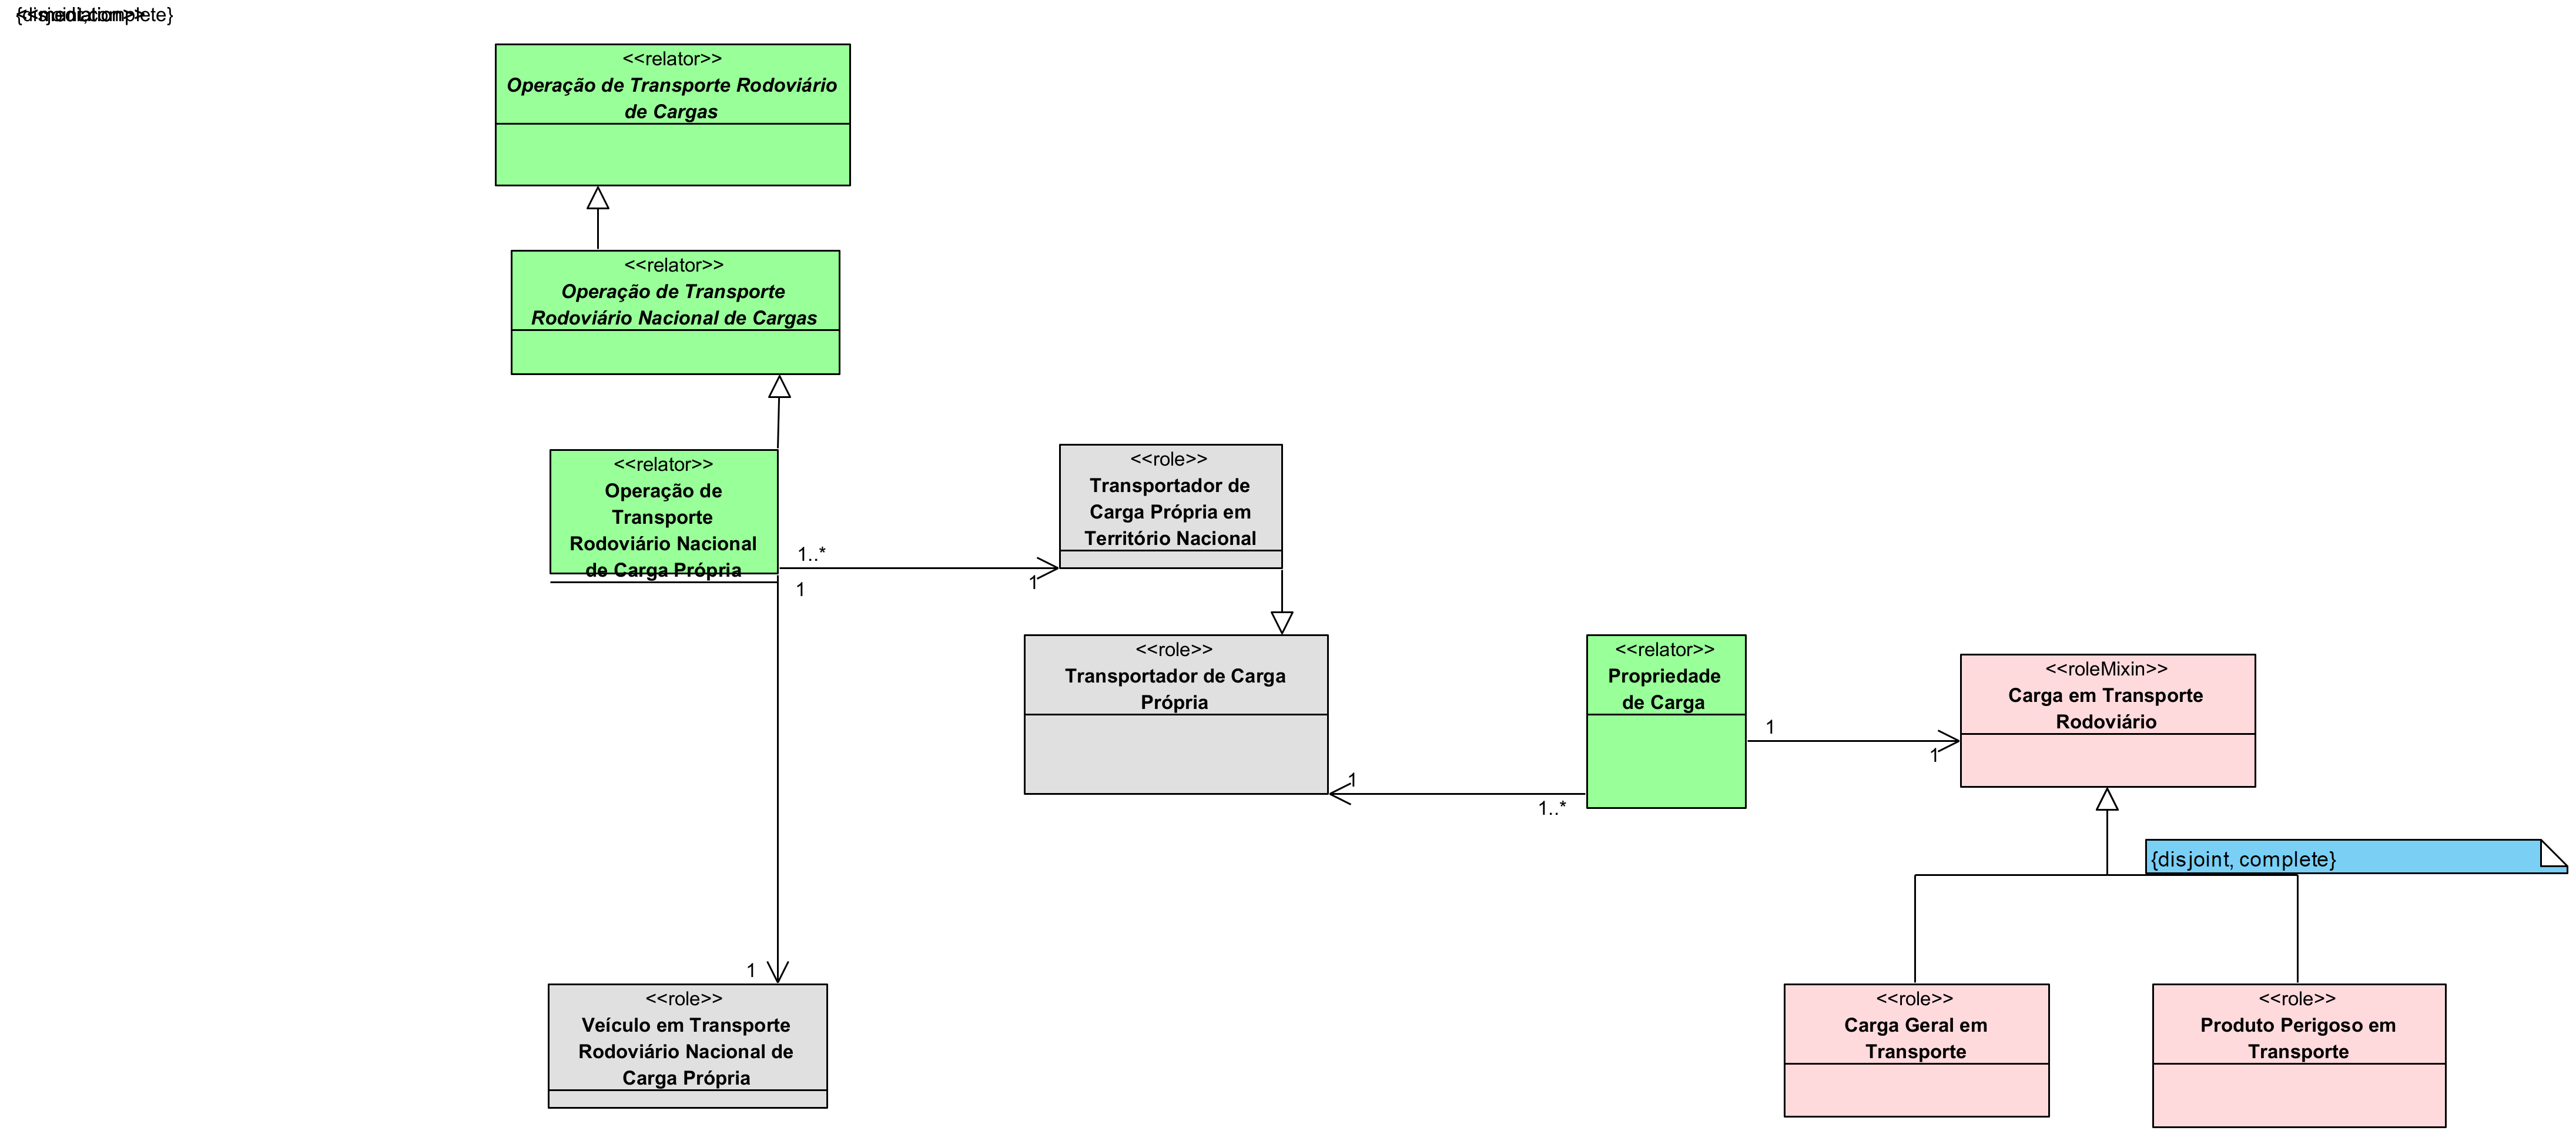 {disjoint,complete}
<<mediation>>
<<relator>>
Operação de Transporte Rodoviário
de Cargas
<<relator>>
Operação de Transporte
Rodoviário Nacional de Cargas
<<relator>>
Operação de
Transporte
Rodoviário Nacional
de Carga Própria
1..*
1
1
<<role>>
Transportador de
Carga Própria em
Território Nacional
<<role>>
Transportador de Carga
Própria
1
1..*
<<relator>>
Propriedade
de Carga
1
1
<<roleMixin>>
Carga em Transporte
Rodoviário
{disjoint, complete}
1
<<role>>
Veículo em Transporte
Rodoviário Nacional de
Carga Própria
<<role>>
Carga Geral em
Transporte
<<role>>
Produto Perigoso em
Transporte